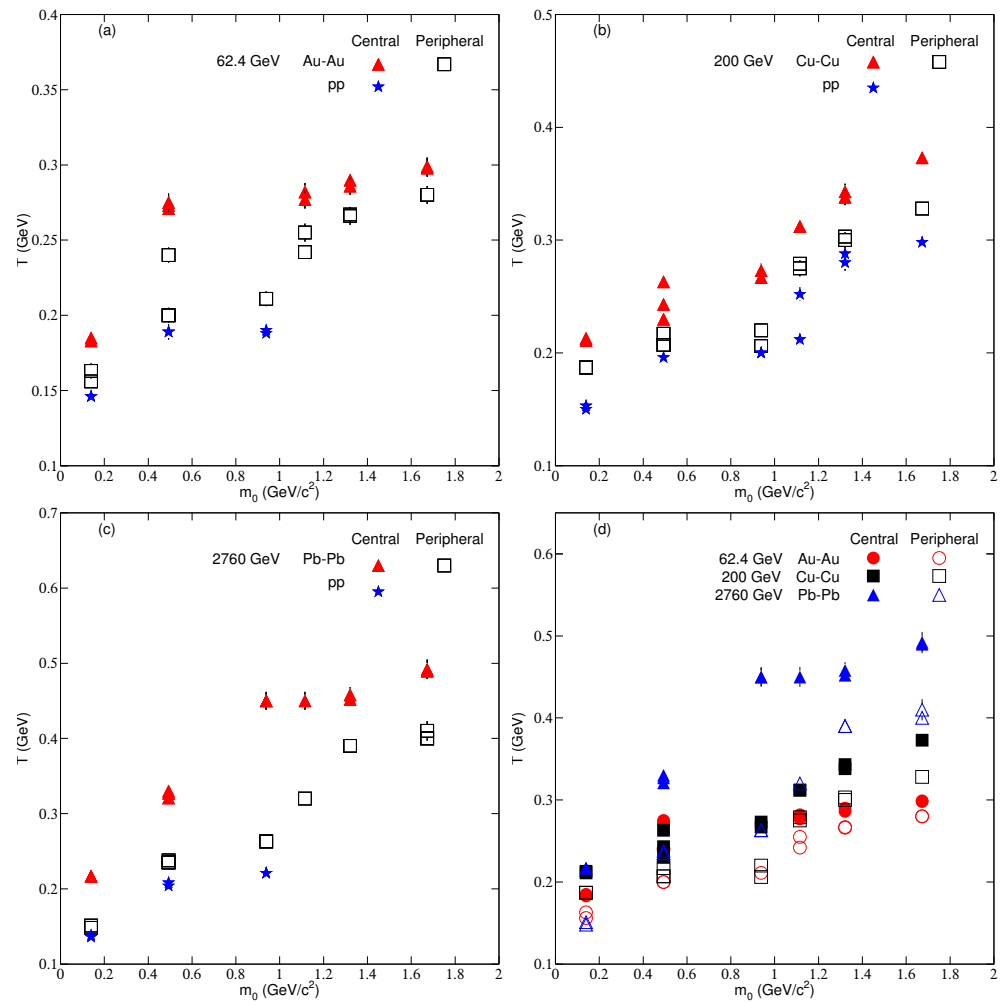 (a)
Central Peripheral
62.4 GeV Au-Au
pp
0.4
0.35
0.3
0.25
0.2
0.15
0.1
T (GeV)
0 0.2 0.4 0.6 0.8 1 1.2 1.4 1.6 1.8 2
m0 (GeV/c²)
(b)
Central Peripheral
200 GeV Cu-Cu
pp
0.5
0.4
0.3
0.2
0.1
T (GeV)
0 0.2 0.4 0.6 0.8 1 1.2 1.4 1.6 1.8 2
m0 (GeV/c²)
(c)
Central Peripheral
2760 GeV Pb-Pb
pp
0.7
0.6
0.5
0.4
0.3
0.2
0.1
T (GeV)
0 0.2 0.4 0.6 0.8 1 1.2 1.4 1.6 1.8 2
m0 (GeV/c²)
(d)
Central Peripheral
62.4 GeV Au-Au
200 GeV Cu-Cu
2760 GeV Pb-Pb
0.6
0.5
0.4
0.3
0.2
0.1
T (GeV)
0 0.2 0.4 0.6 0.8 1 1.2 1.4 1.6 1.8 2
m0 (GeV/c²)